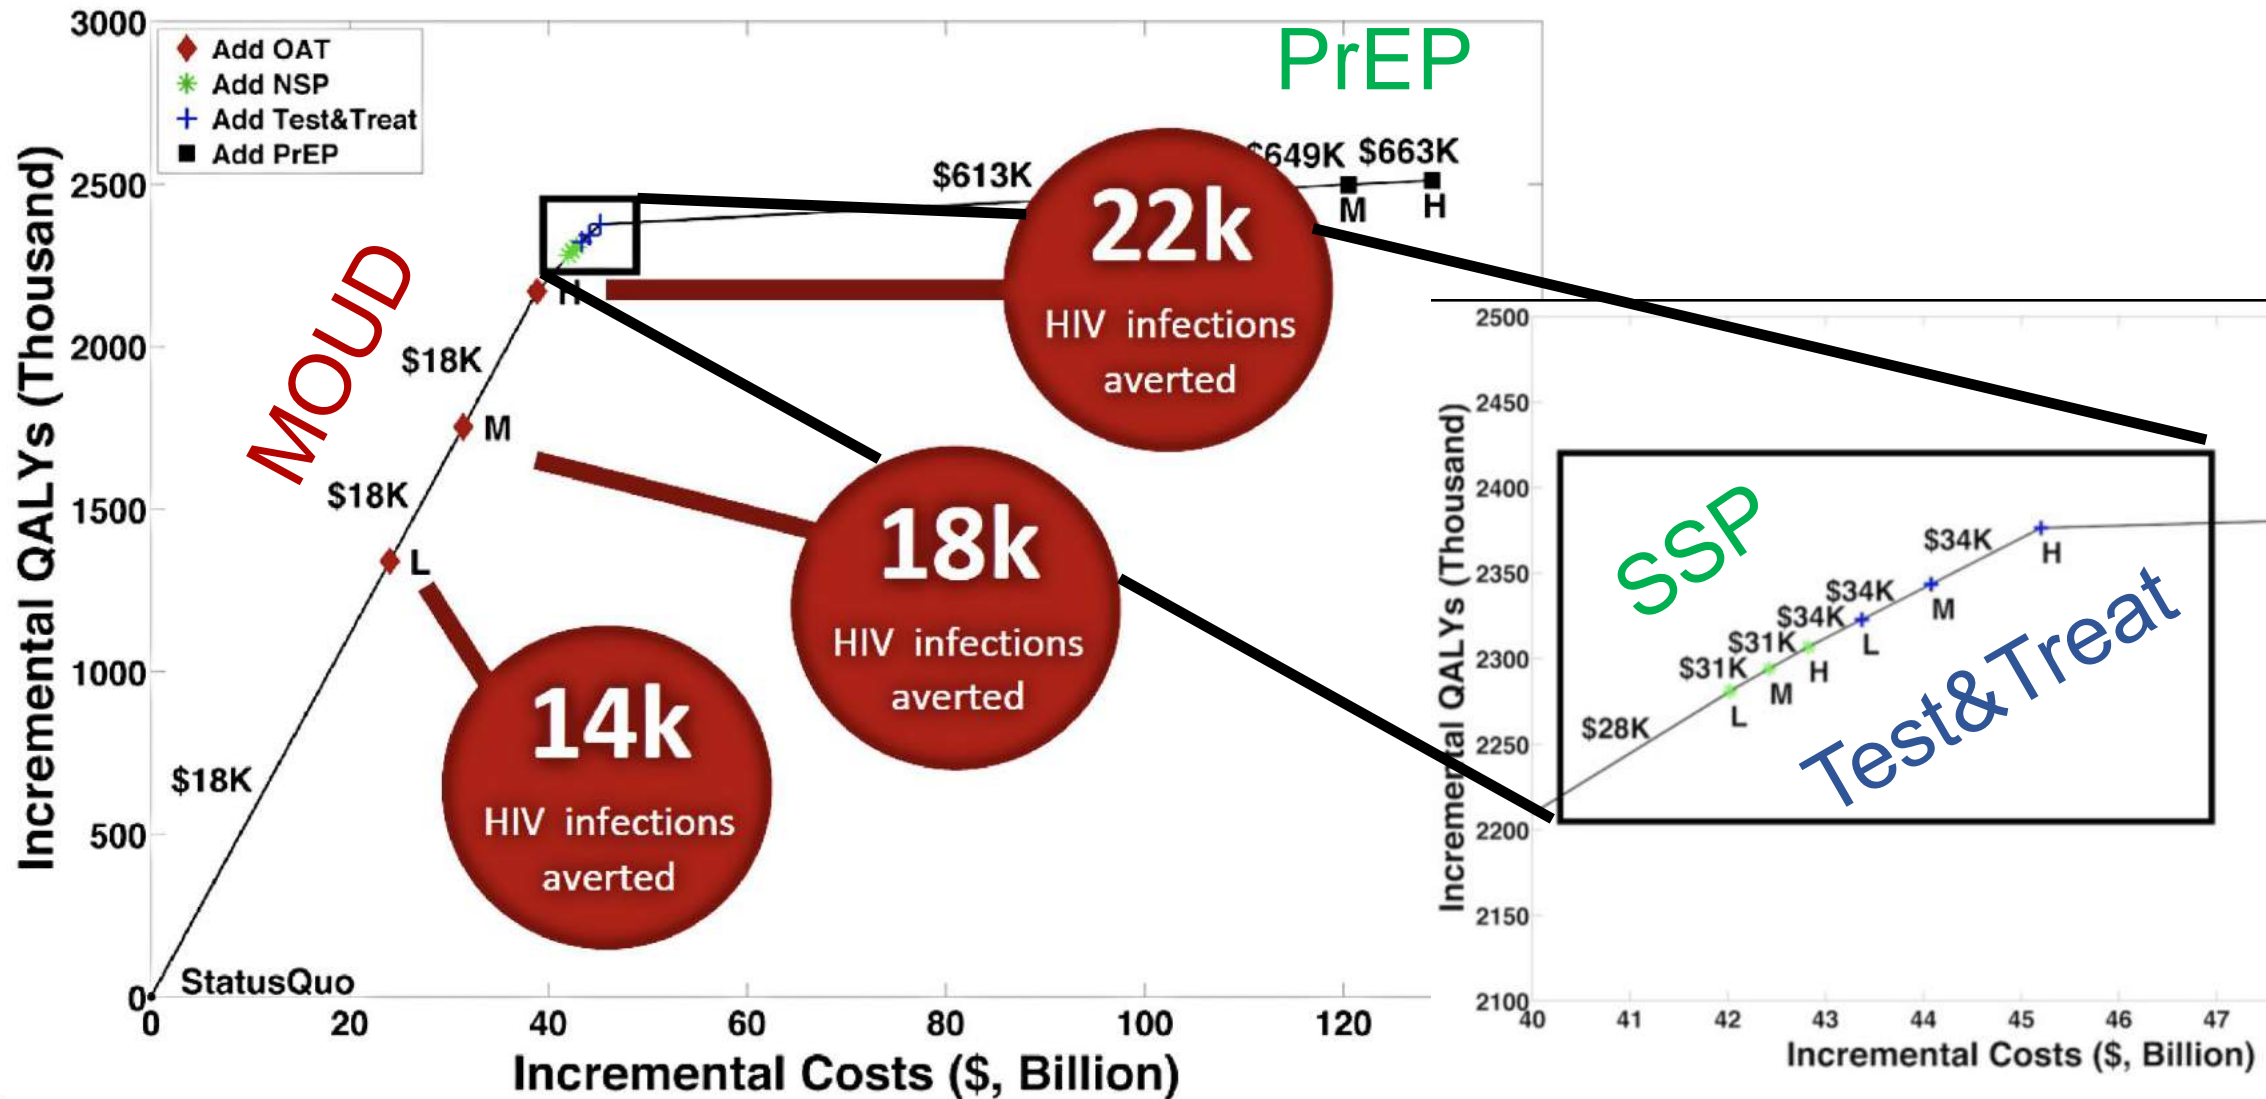 3000
2500
2000
1500
1000
500
0
Incremental QALYs (Thousand)
Add OAT
Add NSP
Add Test&Treat
Add PrEP
PrEP
MOUD
$613K
$649K
$663K
M
H
H
$18K
M
$18K
L
$18K
StatusQuo
22k
HIV infections
averted
18k
HIV infections
averted
14k
HIV infections
averted
0
20
40
60
80
100
120
Incremental Costs ($, Billion)
2500
2450
2400
2350
2300
2250
2200
2150
2100
Incremental QALYs (Thousand)
SSP
Test&Treat
$34K
H
$34K
M
$34K
L
$31K
H
$31K
M
$28K
L
40
41
42
43
44
45
46
47
Incremental Costs ($, Billion)